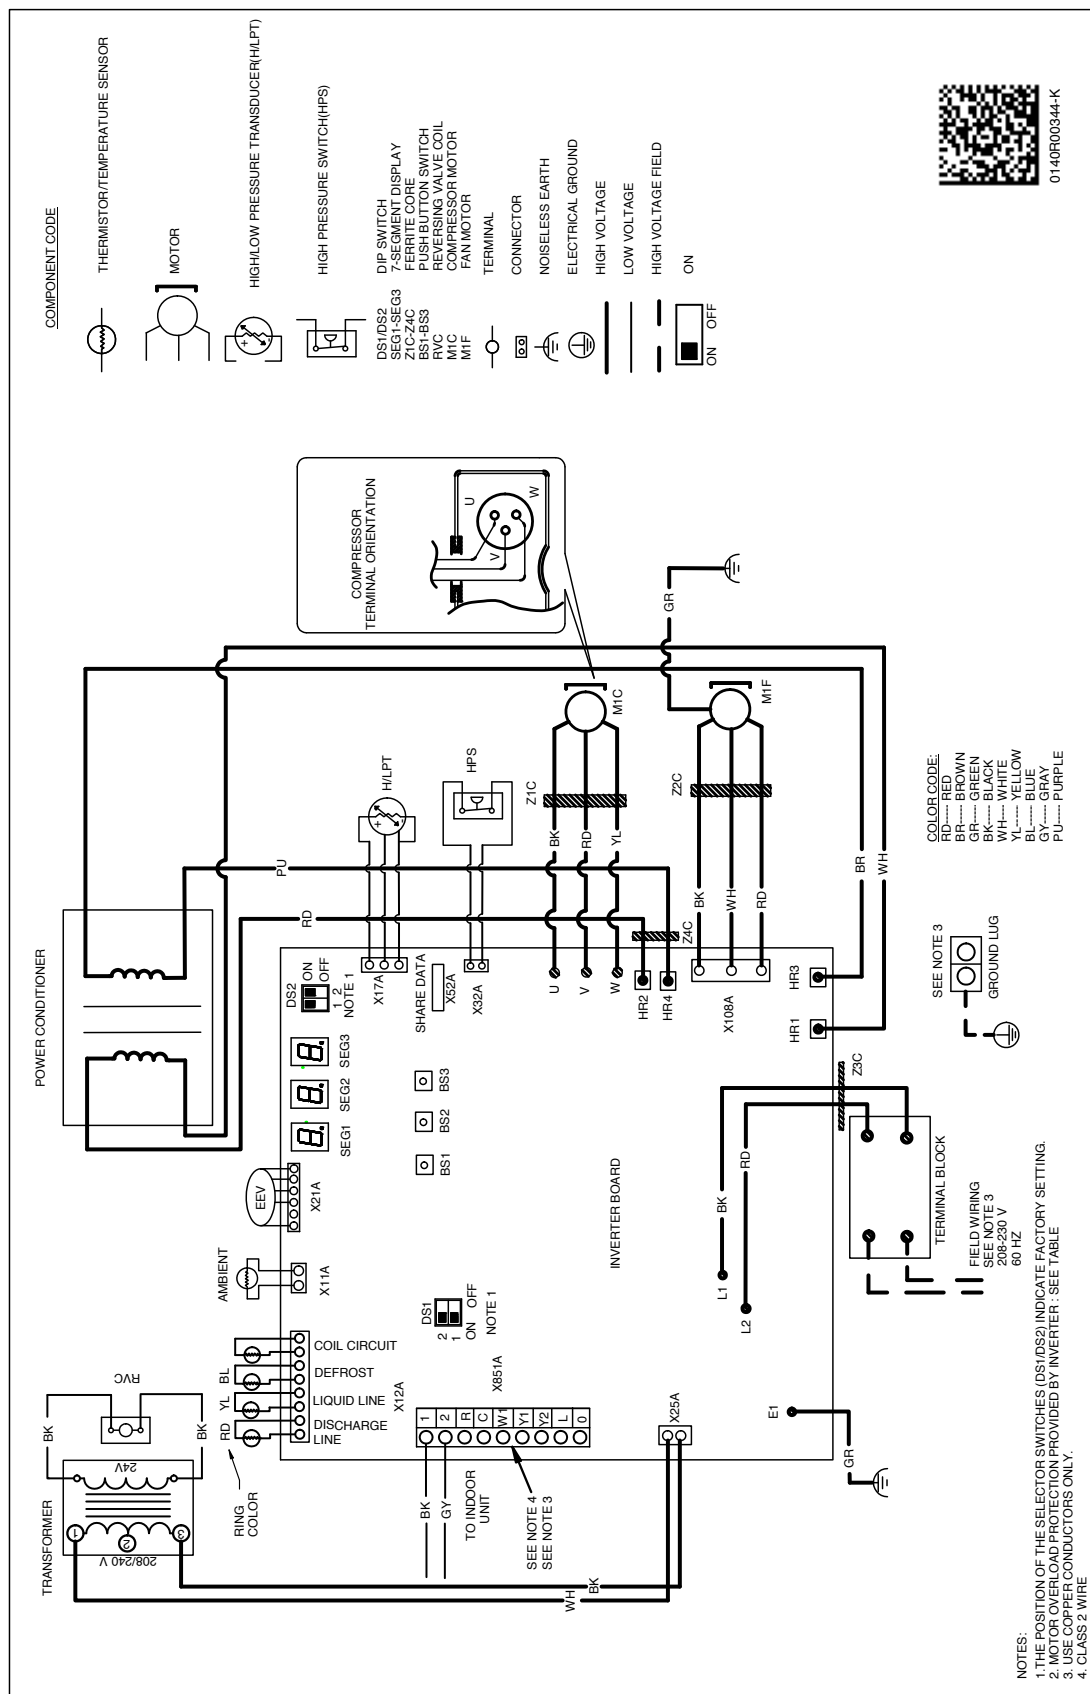 COMPONENT CODE
THERMISTOR/TEMPERATURE SENSOR
MOTOR
HIGH/LOW PRESSURE TRANSDUCER(H/LPT)
HIGH PRESSURE SWITCH(HPS)
DS1/DS2 DIP SWITCH
SEG1-SEG3 7-SEGMENT DISPLAY
Z1C-Z4C FERRITE CORE
BS1-BS3 PUSH BUTTON SWITCH
RVC REVERSING VALVE COIL
M1C COMPRESSOR MOTOR
M1F FAN MOTOR
TERMINAL
CONNECTOR
NOISELESS EARTH
ELECTRICAL GROUND
HIGH VOLTAGE
LOW VOLTAGE
HIGH VOLTAGE FIELD
ON
ON OFF
0140R00344-K
COMPRESSOR
TERMINAL ORIENTATION
U
V
W
POWER CONDITIONER
PU
RD
H/LPT
HPS
Z1C
BK
RD
YL
M1C
Z2C
BK
WH
RD
M1F
GR
BR
WH
TRANSFORMER
208/240 V
24V
1
2
3
BK
BK
RVC
RING
COLOR
RD
YL
BL
AMBIENT
EEV
X21A
X11A
COIL CIRCUIT
DEFROST
LIQUID LINE
DISCHARGE
LINE
X12A
SEG1
SEG2
SEG3
8.
8.
8.
DS2
ON
OFF
1 2
NOTE 1
X17A
SHARE DATA
X52A
X32A
BS1
BS2
BS3
DS1
2
1
ON OFF
NOTE 1
X851A
1
2
R
C
W1
Y1
Y2
L
0
BK
GY
TO INDOOR
UNIT
SEE NOTE 4
SEE NOTE 3
WH
BK
X25A
INVERTER BOARD
U
V
W
HR2
HR4
Z4C
X108A
HR3
HR1
L1
L2
BK
RD
Z3C
E1
GR
TERMINAL BLOCK
FIELD WIRING
SEE NOTE 3
208-230 V
60 HZ
SEE NOTE 3
GROUND LUG
COLOR CODE:
RD----- RED
BR----- BROWN
GR----- GREEN
BK----- BLACK
WH---- WHITE
YL----- YELLOW
BL----- BLUE
GY----- GRAY
PU----- PURPLE
NOTES:
1.THE POSITION OF THE SELECTOR SWITCHES (DS1/DS2) INDICATE FACTORY SETTING.
2. MOTOR OVERLOAD PROTECTION PROVIDED BY INVERTER : SEE TABLE
3. USE COPPER CONDUCTORS ONLY.
4. CLASS 2 WIRE